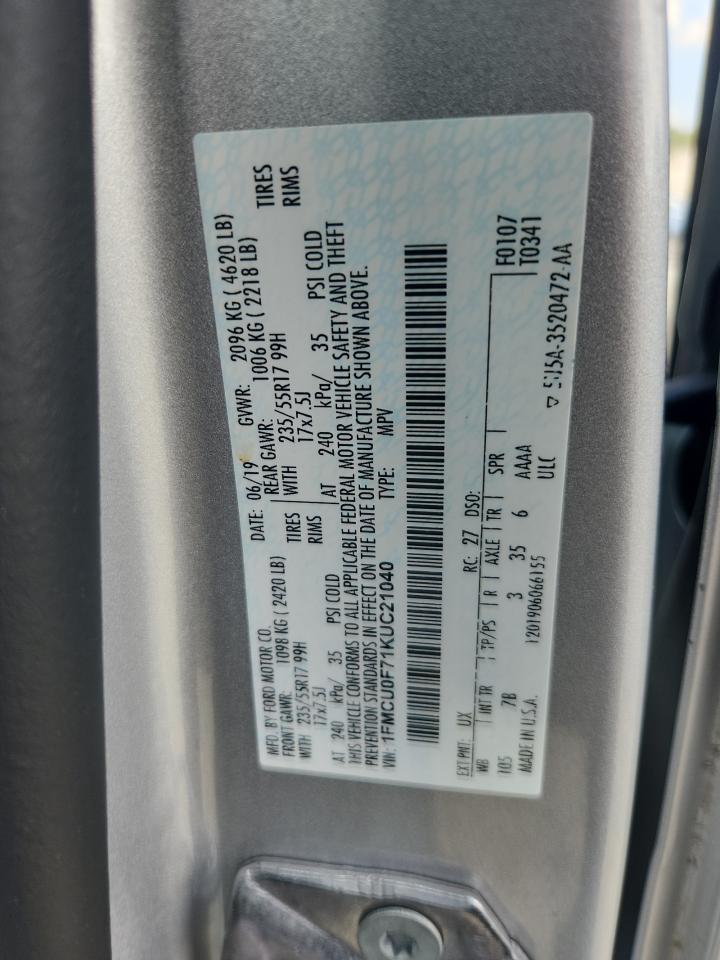 MFD. BY FORD MOTOR CO. DATE: 06/19 GVWR: 2096 KG ( 4620 LB)
FRONT GAWR: 1098 KG ( 2420 LB) REAR GAWR: 1006 KG ( 2218 LB)
WITH 235/55R17 99H TIRES WITH 235/55R17 99H TIRES
17x7.5J RIMS 17x7.5J RIMS
AT 240 kPa/ 35 PSI COLD AT 240 kPa/ 35 PSI COLD
THIS VEHICLE CONFORMS TO ALL APPLICABLE FEDERAL MOTOR VEHICLE SAFETY AND THEFT
PREVENTION STANDARDS IN EFFECT ON THE DATE OF MANUFACTURE SHOWN ABOVE.
VIN: 1FMCU0F71KUC21040 TYPE: MPV
EXT PNT: UX RC: 27 DSO: F0107
WB INT TR TP/PS R AXLE TR SPR T0341
105 7B 3 35 6 AAAA
MADE IN U.S.A. 1201906066155 ULC
▽ 5U5A-3520472-AA